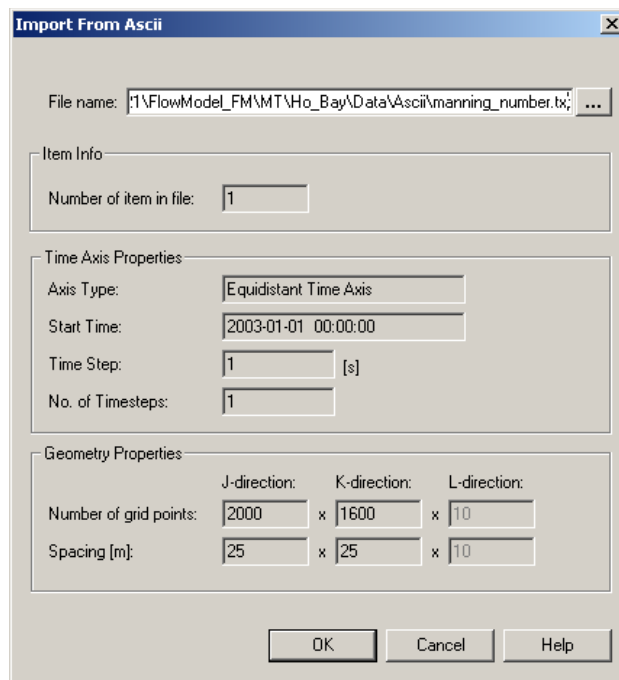 Import From Ascii
File name: :1\FlowModel_FM\MT\Ho_Bay\Data\Ascii\manning_number.tx; ...
Item Info
Number of item in file: 1
Time Axis Properties
Axis Type: Equidistant Time Axis
Start Time: 2003-01-01 00:00:00
Time Step: 1 [s]
No. of Timesteps: 1
Geometry Properties
J-direction: K-direction: L-direction:
Number of grid points: 2000 x 1600 x 10
Spacing [m]: 25 x 25 x 10
OK Cancel Help